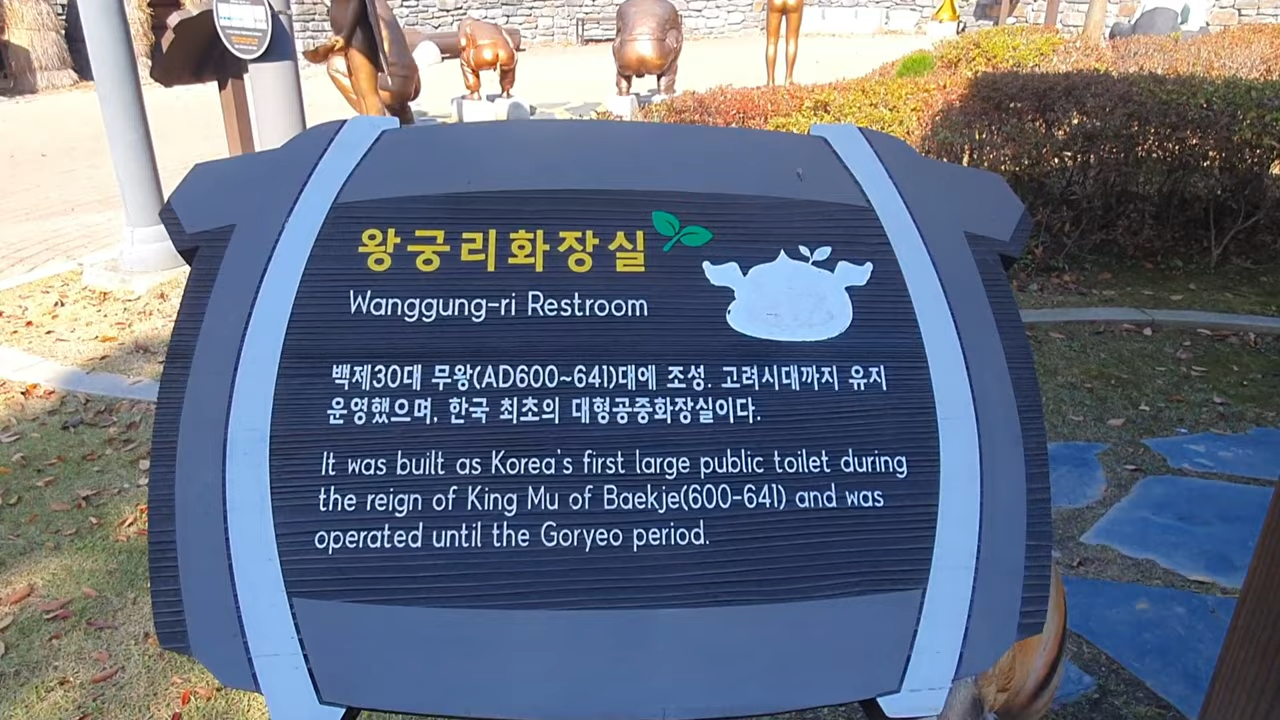 왕궁리화장실
Wanggung-ri Restroom
백제30대 무왕(AD600~641)대에 조성. 고려시대까지 유지
운영했으며, 한국 최초의 대형공중화장실이다.
It was built as Korea's first large public toilet during
the reign of King Mu of Baekje(600-641) and was
operated until the Goryeo period.